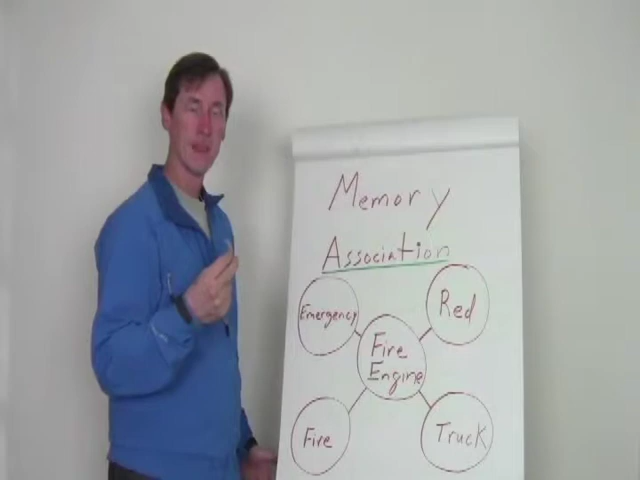 Memory
Association
Emergency
Red
Fire
Engine
Fire
Truck